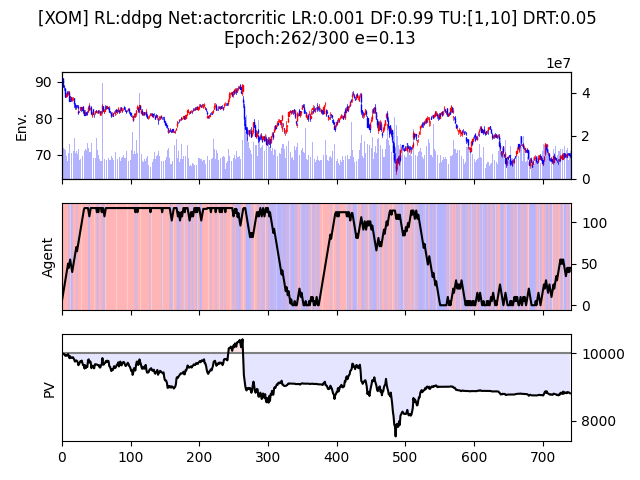 [XOM] RL:ddpg Net:actorcritic LR:0.001 DF:0.99 TU:[1,10] DRT:0.05
Epoch:262/300 e=0.13
1e7
90
80
70
Env.
4
2
0
Agent
100
50
0
PV
10000
8000
0 100 200 300 400 500 600 700